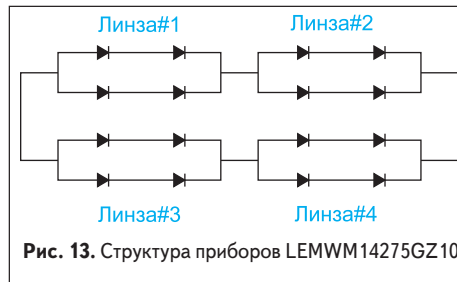 Линза#1 Линза#2
Линза#3 Линза#4
Рис. 13. Структура приборов LEMWM14275GZ10